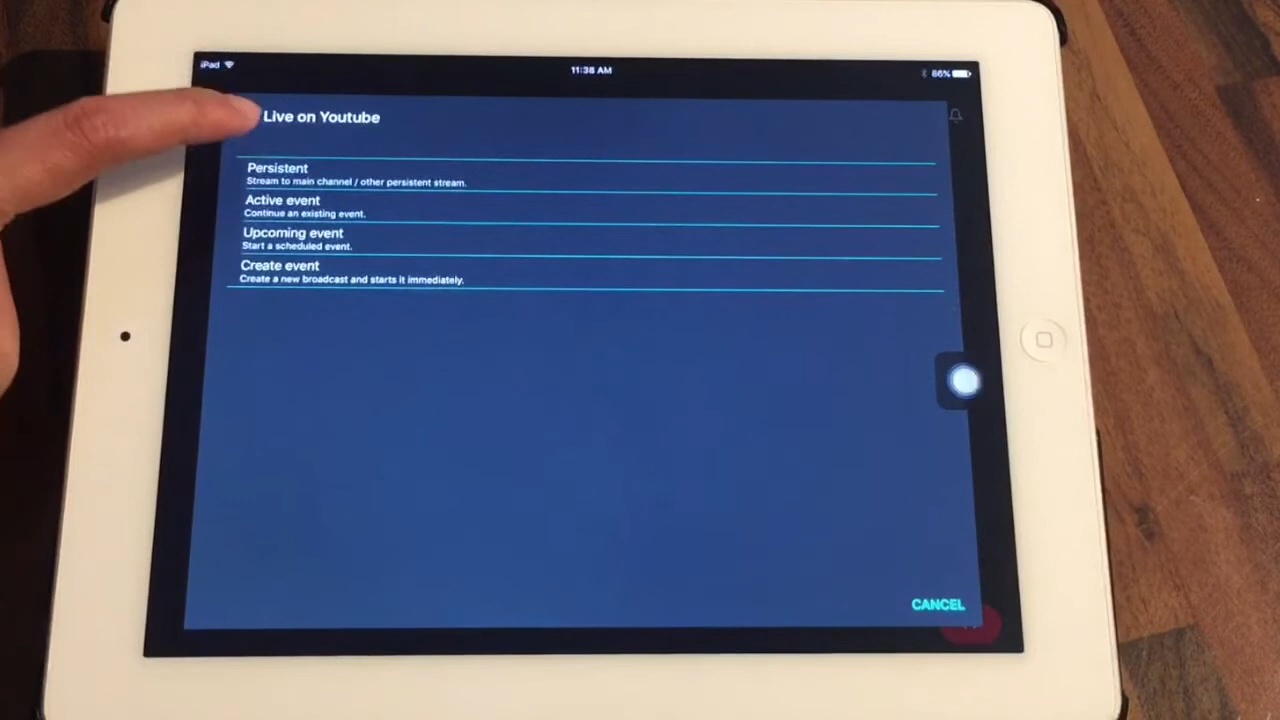 iPad
11:38 AM
86%
Live on Youtube
Persistent
Stream to main channel / other persistent stream.
Active event
Continue an existing event.
Upcoming event
Start a scheduled event.
Create event
Create a new broadcast and starts it immediately.
CANCEL